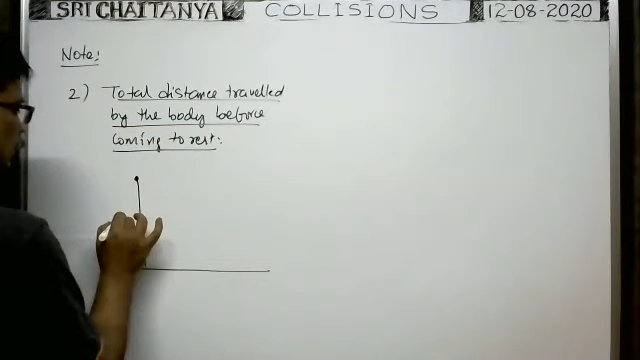 SRI CHAITANYA COLLISIONS 12-08-2020
Note:
2) Total distance travelled
by the body before
coming to rest.